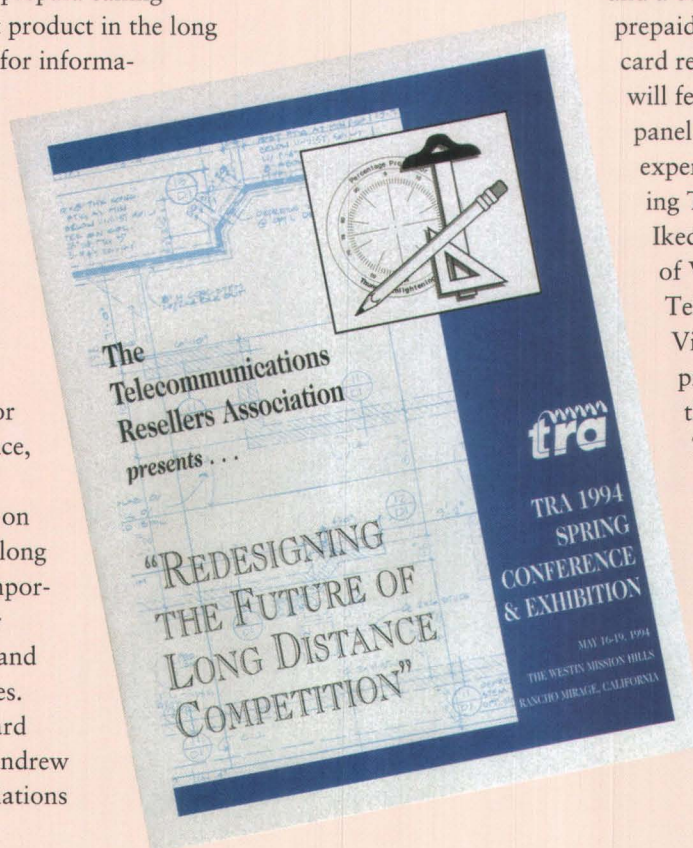 product in the long
for informa-
or
ce,
on
long
mpor-
and
es.
ard
ndrew
ations
The
Telecommunications
Resellers Association
presents . . .
“REDESIGNING
THE FUTURE OF
LONG DISTANCE
COMPETITION”
tra
TRA 1994
SPRING
CONFERENCE
& EXHIBITION
MAY 16-19, 1994
THE WESTIN MISSION HILLS
RANCHO MIRAGE, CALIFORNIA
prepaid
card re
will fe
panel
exper
ing T
Iked
of V
Te
Vi
p
t